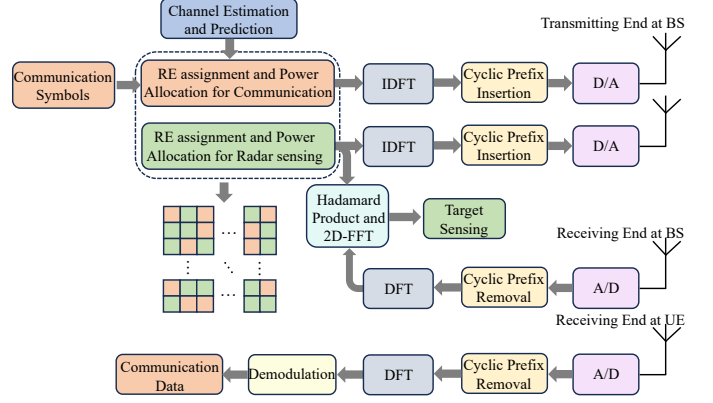 Channel Estimation
and Prediction
Transmitting End at BS
Communication
Symbols
RE assignment and Power
Allocation for Communication
IDFT
Cyclic Prefix
Insertion
D/A
RE assignment and Power
Allocation for Radar sensing
IDFT
Cyclic Prefix
Insertion
D/A
Hadamard
Product and
2D-FFT
Target
Sensing
Receiving End at BS
DFT
Cyclic Prefix
Removal
A/D
Receiving End at UE
Communication
Data
Demodulation
DFT
Cyclic Prefix
Removal
A/D